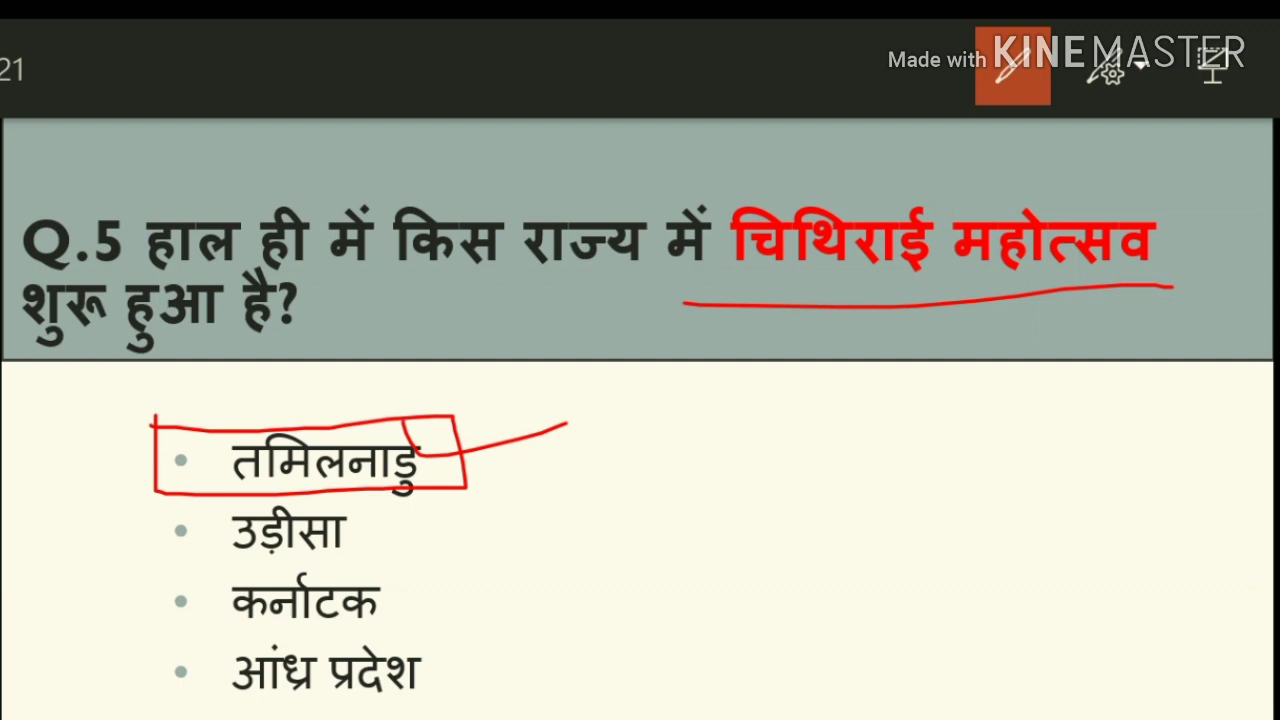 Made with KINEMASTER
21
Q.5 हाल ही में किस राज्य में चिथिराई महोत्सव
शुरू हुआ है?
• तमिलनाडु
• उड़ीसा
• कर्नाटक
• आंध्र प्रदेश